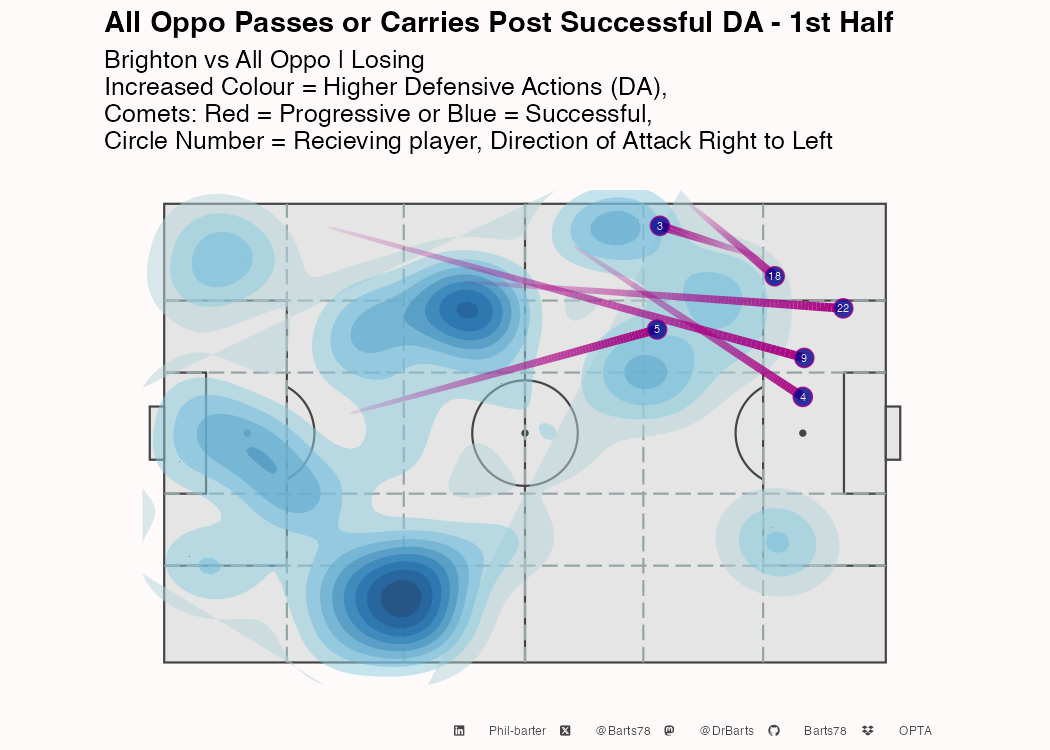 All Oppo Passes or Carries Post Successful DA - 1st Half
Brighton vs All Oppo | Losing
Increased Colour = Higher Defensive Actions (DA),
Comets: Red = Progressive or Blue = Successful,
Circle Number = Recieving player, Direction of Attack Right to Left
3
18
22
5
9
4
Phil-barter @Barts78 @DrBarts Barts78 OPTA